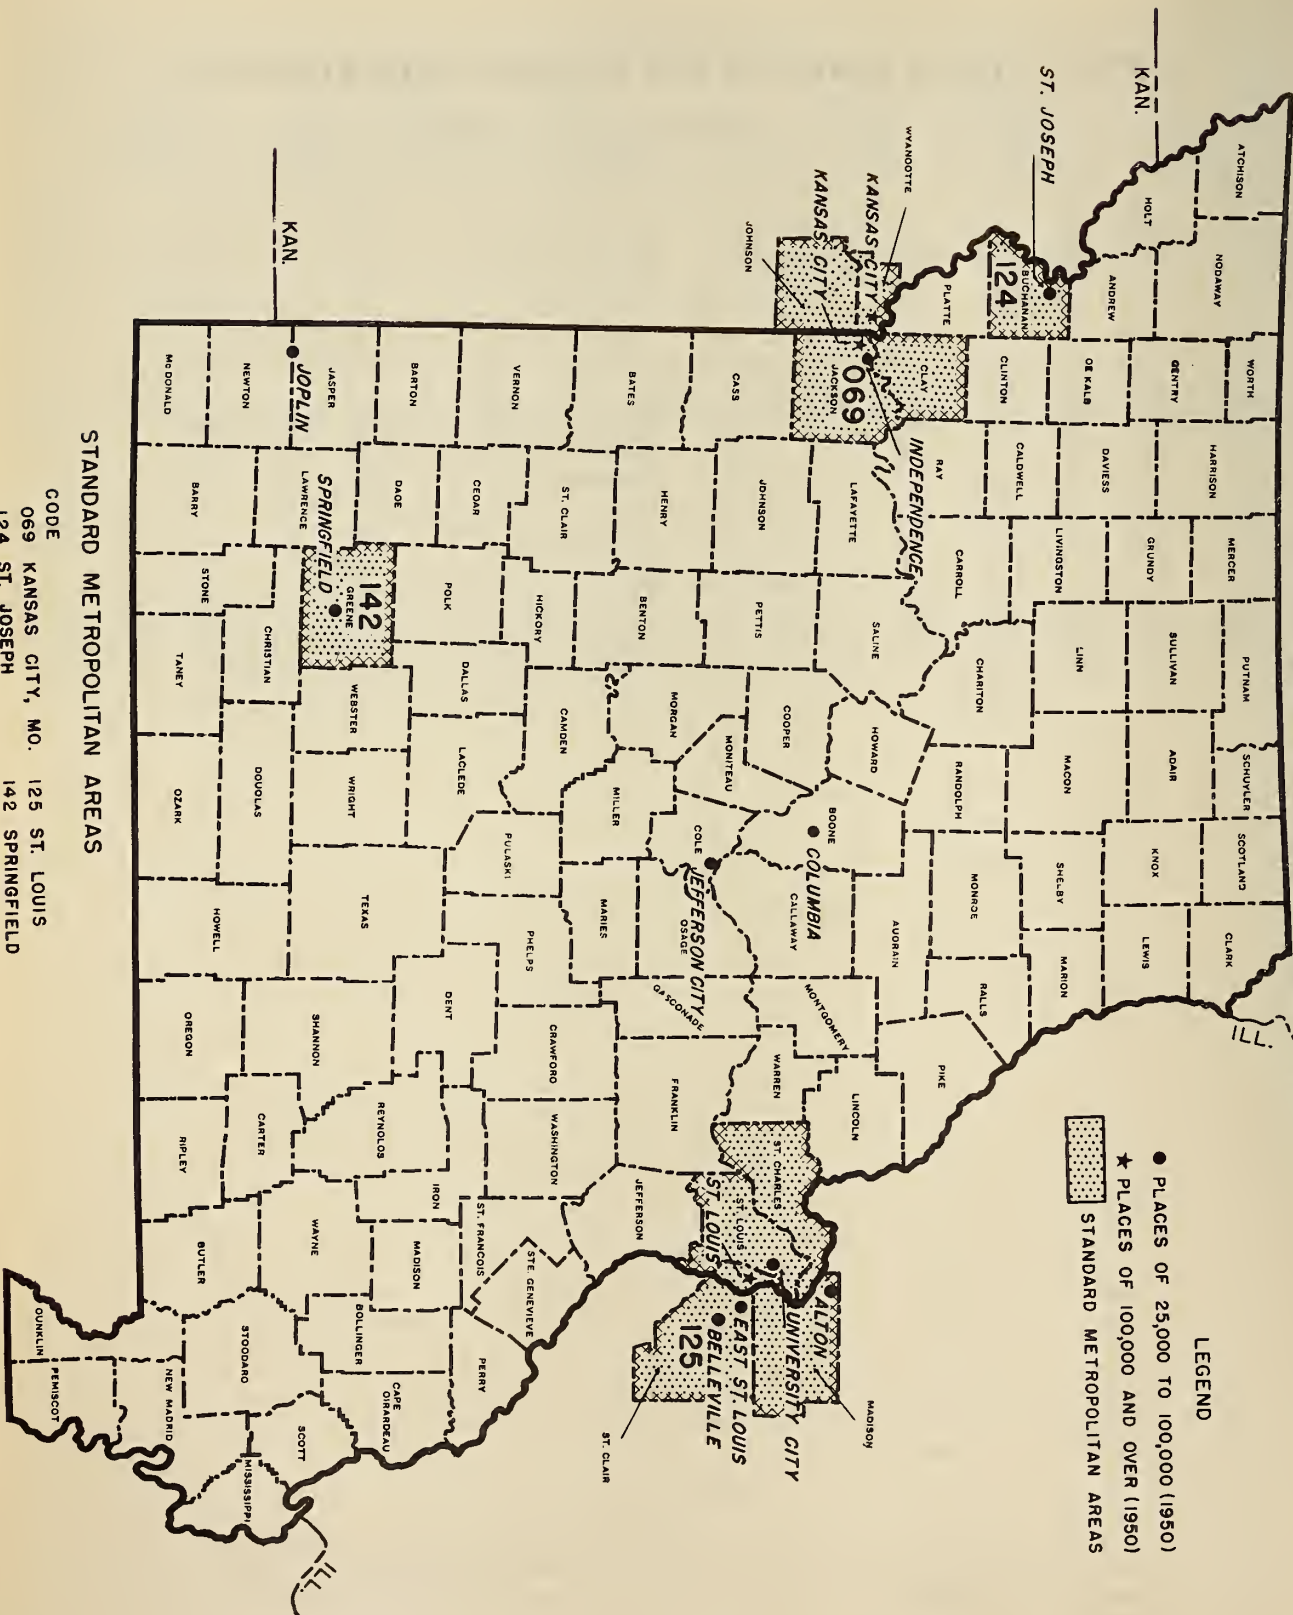 LEGEND
● PLACES OF 25,000 TO 100,000 (1950)
★ PLACES OF 100,000 AND OVER (1950)
STANDARD METROPOLITAN AREAS
KAN.
ST. JOSEPH
ATCHISON
NODAWAY
WORTH
HARRISON
MERCER
PUTNAM
SCHUYLER
SCOTLAND
CLARK
ILL.
HOLT
ANDREW
GENTRY
DE KALB
DAVIESS
GRUNDY
SULLIVAN
ADAIR
KNOX
LEWIS
BUCHANAN
124
CLINTON
CALDWELL
LIVINGSTON
LINN
MACON
SHELBY
MARION
PLATTE
CLAY
RAY
CARROLL
CHARITON
RANDOLPH
MONROE
RALLS
PIKE
WYANDOTTE
KANSAS CITY
KANSAS CITY
JOHNSON
JACKSON
069
INDEPENDENCE
LAFAYETTE
SALINE
HOWARD
BOONE
COLUMBIA
AUDRAIN
CALLAWAY
MONTGOMERY
LINCOLN
WARREN
ST. CHARLES
ST. LOUIS
ST LOUIS
UNIVERSITY CITY
ALTON
EAST ST. LOUIS
BELLEVILLE
125
MADISON
ST. CLAIR
CASS
JOHNSON
PETTIS
COOPER
MONITEAU
COLE
JEFFERSON CITY
OSAGE
GASCONADE
FRANKLIN
JEFFERSON
BATES
HENRY
BENTON
MORGAN
MILLER
MARIES
VERNON
ST. CLAIR
HICKORY
CAMDEN
PULASKI
PHELPS
CRAWFORD
WASHINGTON
STE. GENEVIEVE
ST. FRANCOIS
PERRY
BARTON
CEDAR
POLK
DALLAS
LACLEDE
DENT
IRON
MADISON
KAN.
JASPER
JOPLIN
DADE
LAWRENCE
SPRINGFIELD
GREENE
142
WEBSTER
WRIGHT
TEXAS
SHANNON
REYNOLDS
WAYNE
BOLLINGER
CAPE GIRARDEAU
NEWTON
CHRISTIAN
DOUGLAS
HOWELL
CARTER
STODDARD
SCOTT
MISSISSIPPI
ILL.
McDONALD
BARRY
STONE
TANEY
OZARK
OREGON
RIPLEY
BUTLER
DUNKLIN
NEW MADRID
PEMISCOT
STANDARD METROPOLITAN AREAS
CODE
069 KANSAS CITY, MO. 125 ST. LOUIS
124 ST. JOSEPH 142 SPRINGFIELD